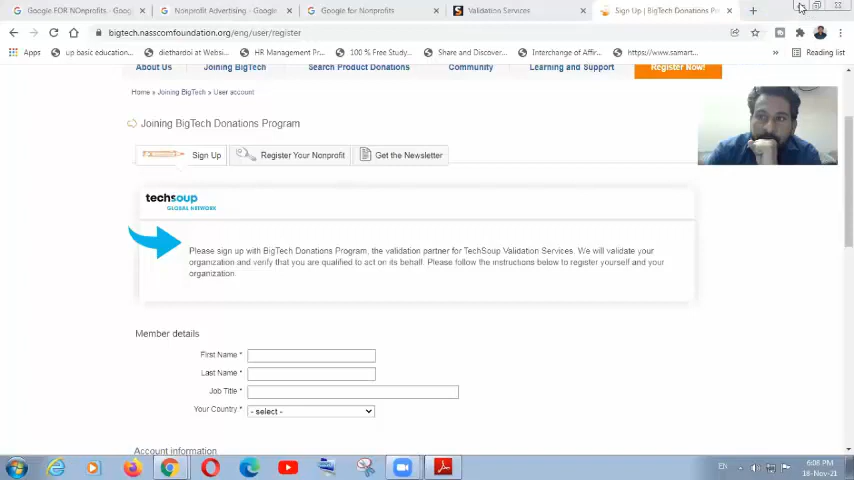 Google FOR NOnprofits - Goog
Nonprofit Advertising - Google
Google for Nonprofits
Validation Services
Sign Up | BigTech Donations Pro
bigtech.nasscomfoundation.org/eng/user/register
Apps
up basic education...
diethardoi at Websi...
HR Management Pr...
100 % Free Suppor...
Share and Discover...
Interchange of Affir...
https://www.samart...
»
Reading list
About Us
Joining BigTech
Search Product Donations
Community
Learning and Support
Register Now!
Home » Joining BigTech » User account
Joining BigTech Donations Program
Sign Up
Register Your Nonprofit
Get the Newsletter
techsoup
GLOBAL NETWORK
Please sign up with BigTech Donations Program, the validation partner for TechSoup Validation Services. We will validate your
organization and verify that you are qualified to act on its behalf. Please follow the instructions below to register yourself and your
organization.
Member details
First Name *
Last Name *
Job Title *
Your Country *
- select -
Account information
EN
6:08 PM
18-Nov-21